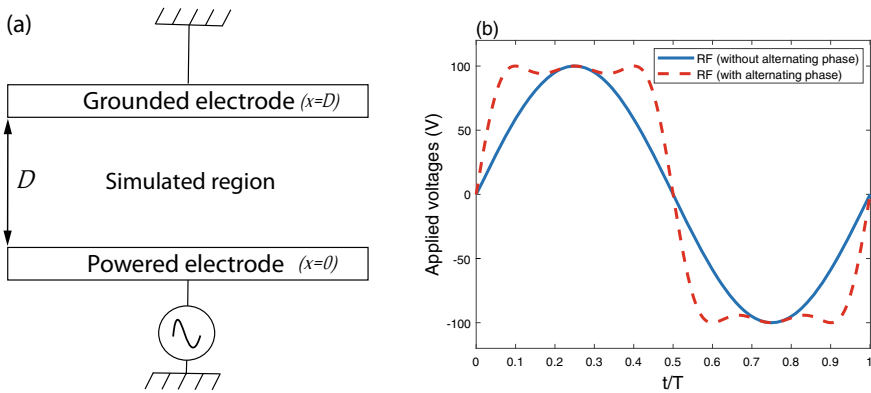 (a)
Grounded electrode (x=D)
D
Simulated region
Powered electrode (x=0)
(b)
RF (without alternating phase)
RF (with alternating phase)
Applied voltages (V)
100
50
0
-50
-100
0 0.1 0.2 0.3 0.4 0.5 0.6 0.7 0.8 0.9 1
t/T